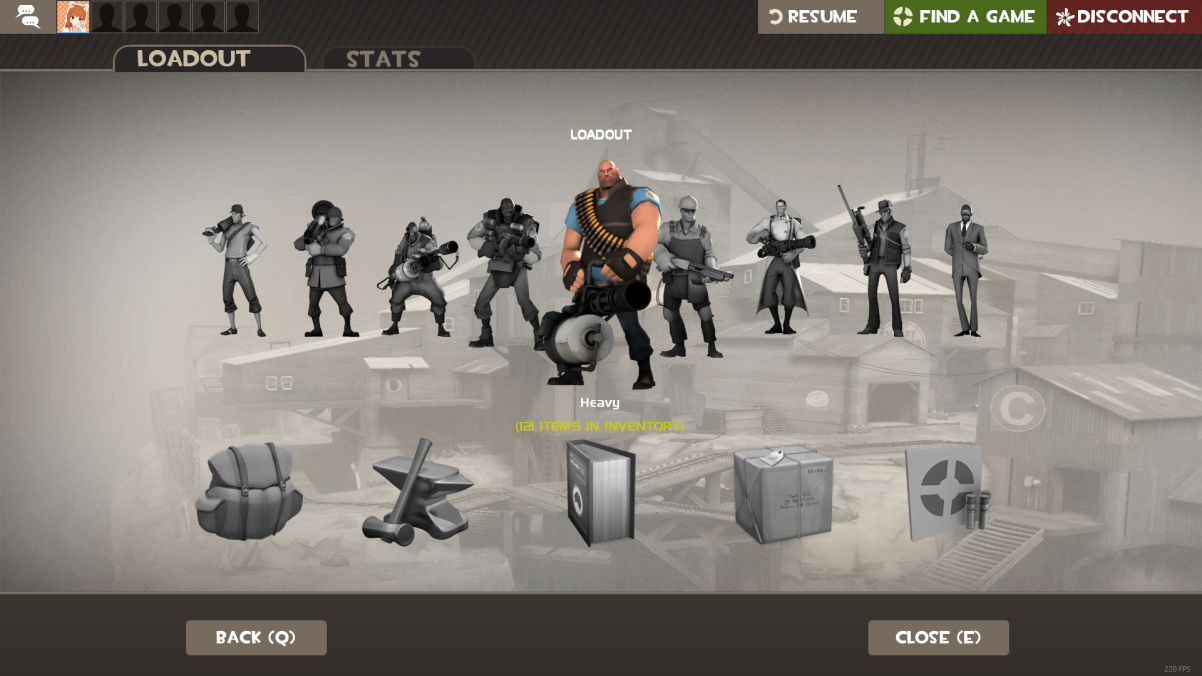 RESUME
FIND A GAME
DISCONNECT
LOADOUT
STATS
LOADOUT
Heavy
(121 ITEMS IN INVENTORY)
BACK (Q)
CLOSE (E)
220 FPS